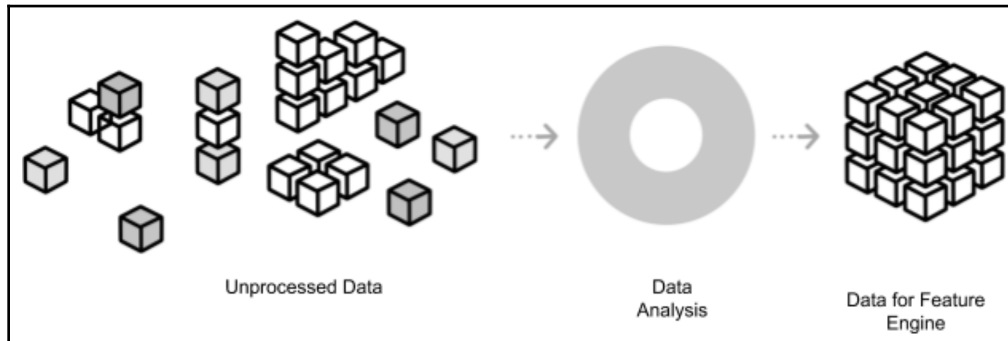 Unprocessed Data
Data
Analysis
Data for Feature
Engine